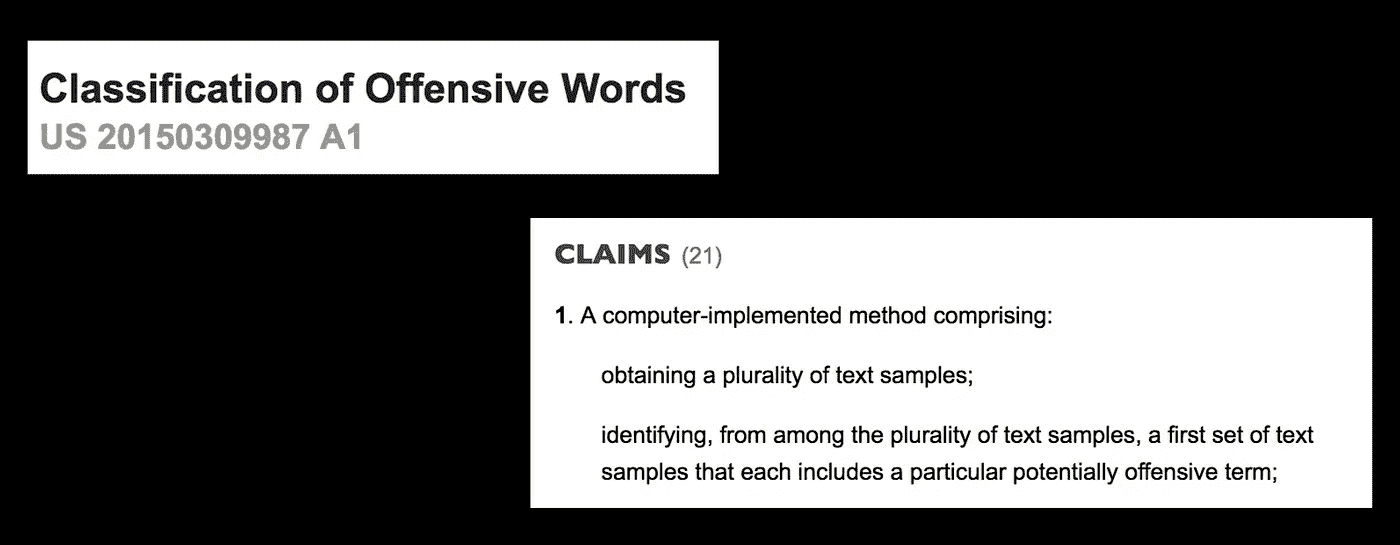 Classification of Offensive Words
US 20150309987 A1
CLAIMS (21)
1. A computer-implemented method comprising:
obtaining a plurality of text samples;
identifying, from among the plurality of text samples, a first set of text
samples that each includes a particular potentially offensive term;